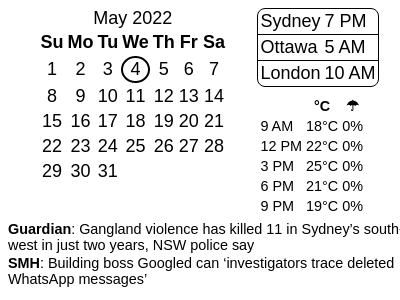 May 2022
Su Mo Tu We Th Fr Sa
1 2 3 4 5 6 7
8 9 10 11 12 13 14
15 16 17 18 19 20 21
22 23 24 25 26 27 28
29 30 31
Sydney 7 PM
Ottawa 5 AM
London 10 AM
°C ☂
9 AM 18°C 0%
12 PM 22°C 0%
3 PM 25°C 0%
6 PM 21°C 0%
9 PM 19°C 0%
Guardian: Gangland violence has killed 11 in Sydney’s south-
west in just two years, NSW police say
SMH: Building boss Googled can ‘investigators trace deleted
WhatsApp messages’